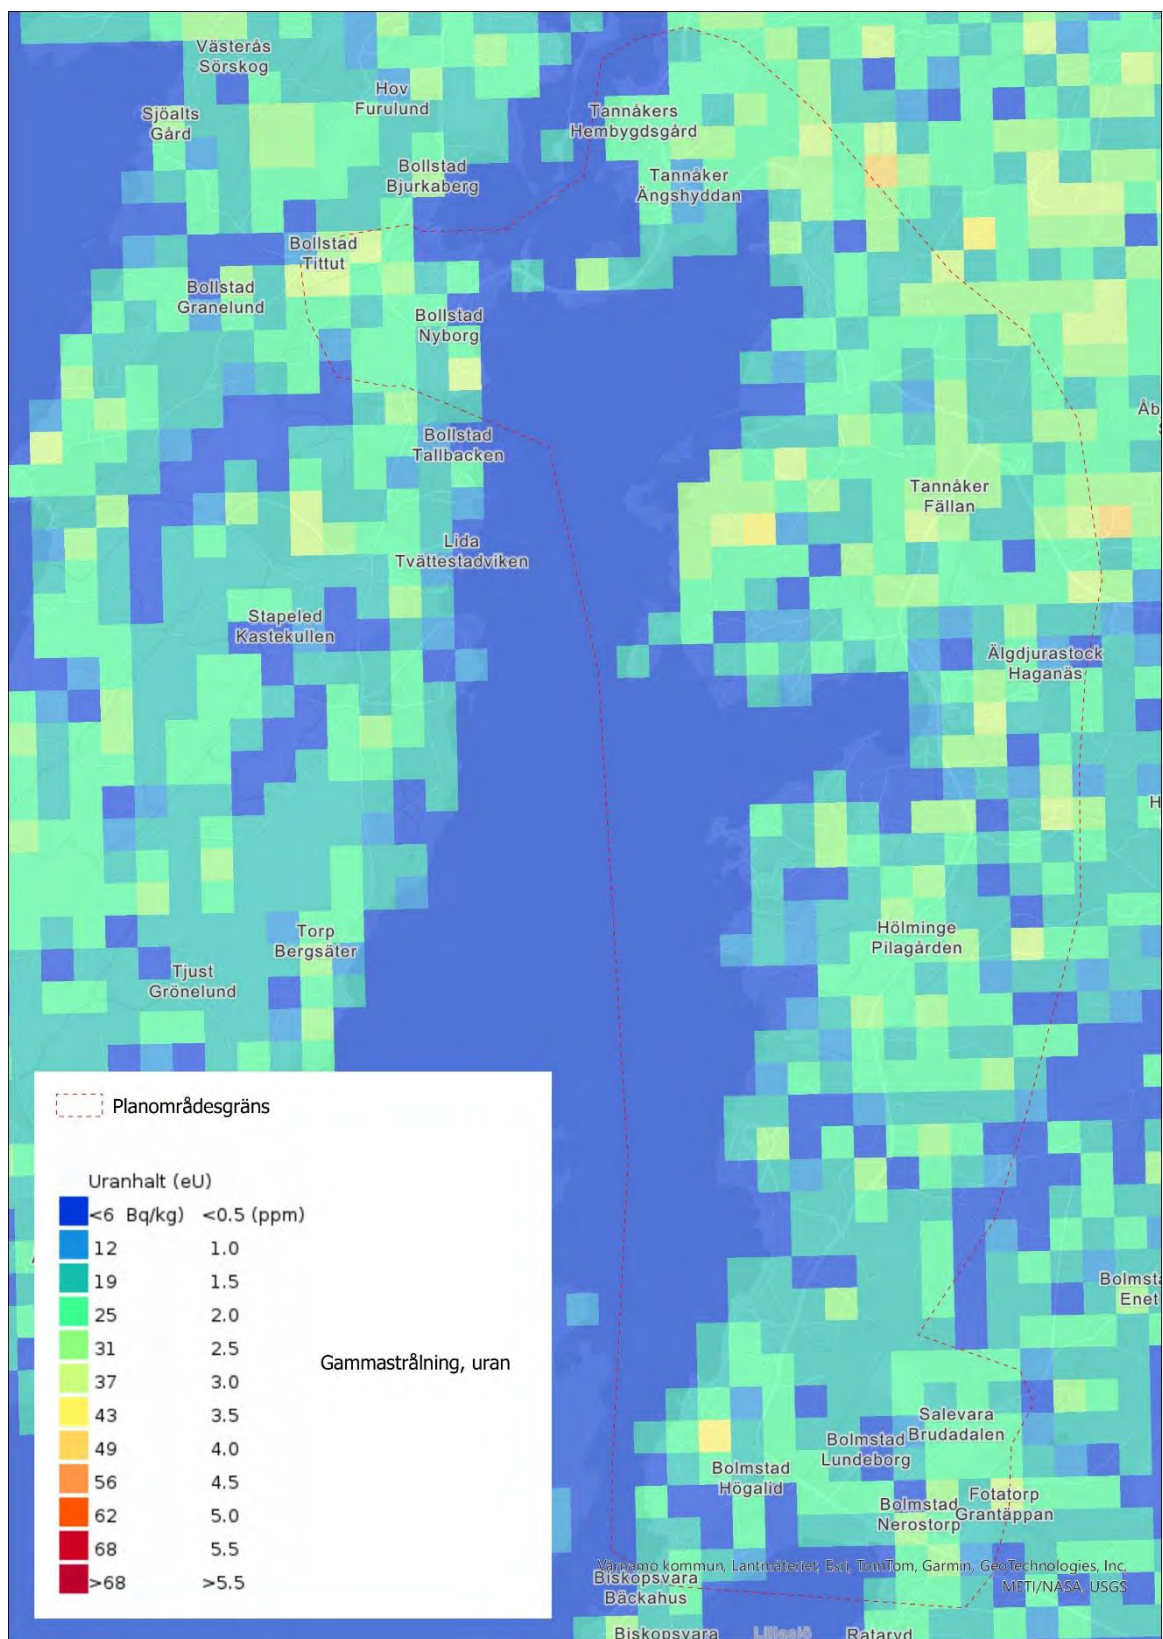 Västerås
Sörskog
Hov
Furulund
Sjöalts
Gård
Tannåkers
Hembygdsgård
Bollstad
Bjurkaberg
Tannåker
Ängshyddan
Bollstad
Tittut
Bollstad
Granelund
Bollstad
Nyborg
Åb
Bollstad
Tallbacken
Tannåker
Fällan
Lida
Tvättestadviken
Stapeled
Kastekullen
Älgdjurastock
Haganäs
H
Hölminge
Pilagården
Torp
Bergsäter
Tjust
Grönelund
Planområdesgräns
Uranhalt (eU)
<6 Bq/kg) <0.5 (ppm)
12 1.0
19 1.5
25 2.0
31 2.5
37 3.0
43 3.5
49 4.0
56 4.5
62 5.0
68 5.5
>68 >5.5
Gammastrålning, uran
Bolmsta
Enet
Salevara
Brudadalen
Bolmstad
Lundeborg
Bolmstad
Högalid
Fotatorp
Grantäppan
Bolmstad
Nerostorp
Värnamo kommun, Lantmäteriet, Esri, TomTom, Garmin, GeoTechnologies, Inc,
METI/NASA, USGS
Biskopsvara
Bäckahus
Biskopsvara
Lillasjö
Rataryd